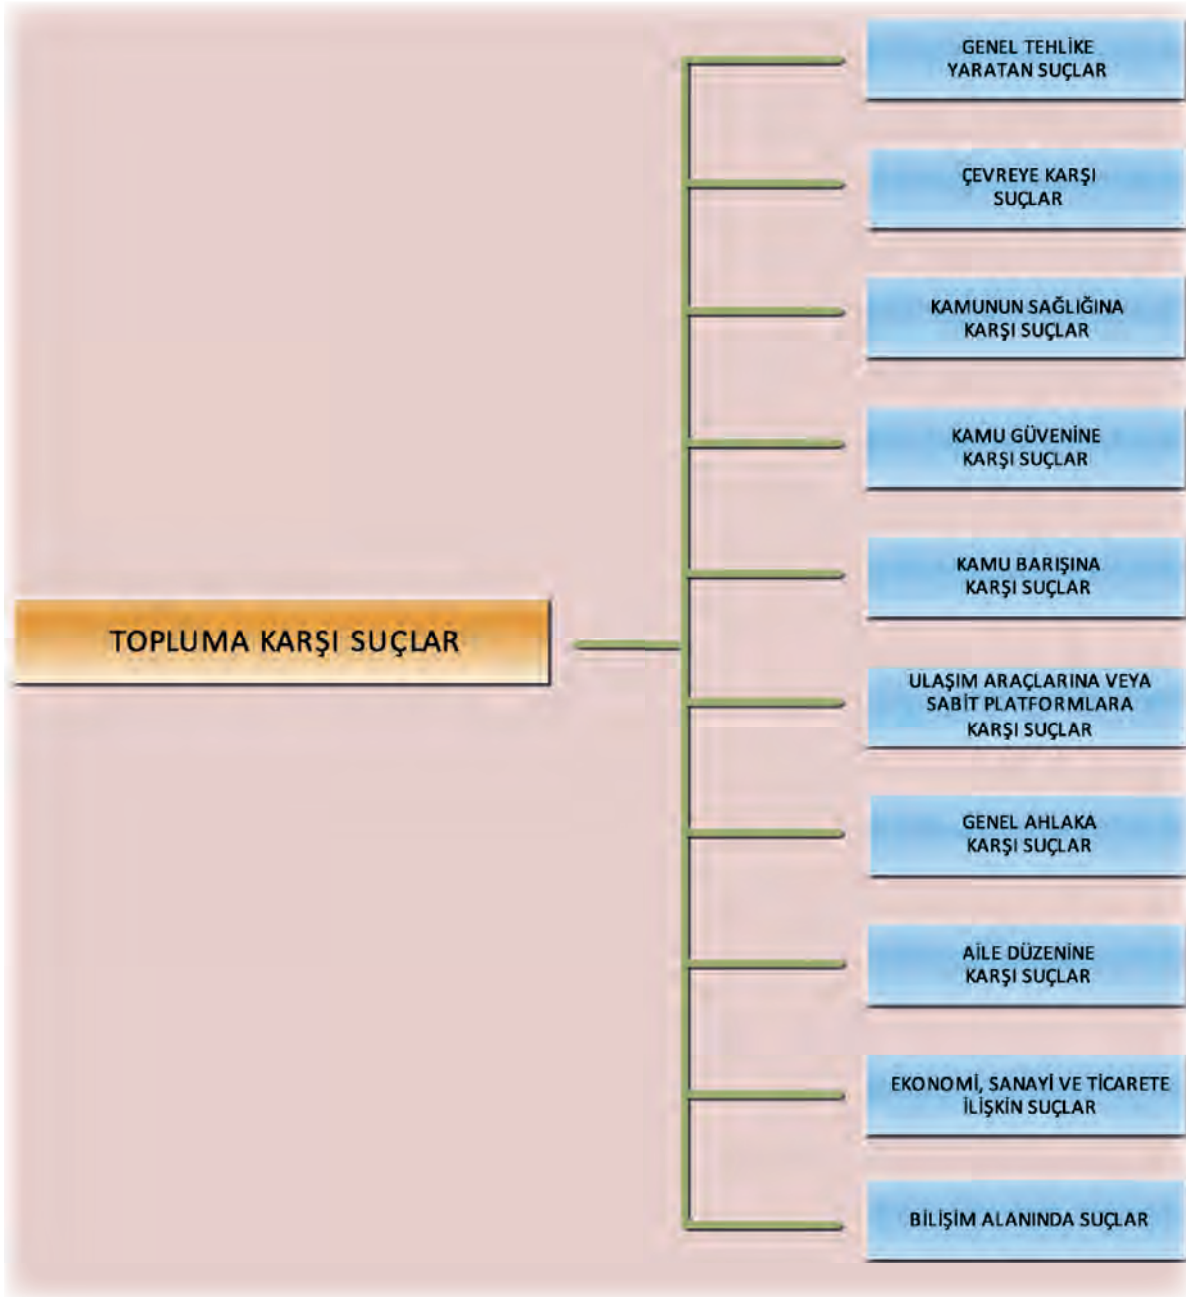 GENEL TEHLİKE
YARATAN SUÇLAR
ÇEVREYE KARŞI
SUÇLAR
KAMUNUN SAĞLIĞINA
KARŞI SUÇLAR
KAMU GÜVENİNE
KARŞI SUÇLAR
KAMU BARIŞINA
KARŞI SUÇLAR
TOPLUMA KARŞI SUÇLAR
ULAŞIM ARAÇLARINA VEYA
SABİT PLATFORMLARA
KARŞI SUÇLAR
GENEL AHLAKA
KARŞI SUÇLAR
AİLE DÜZENİNE
KARŞI SUÇLAR
EKONOMİ, SANAYİ VE TİCARETE
İLİŞKİN SUÇLAR
BİLİŞİM ALANINDA SUÇLAR